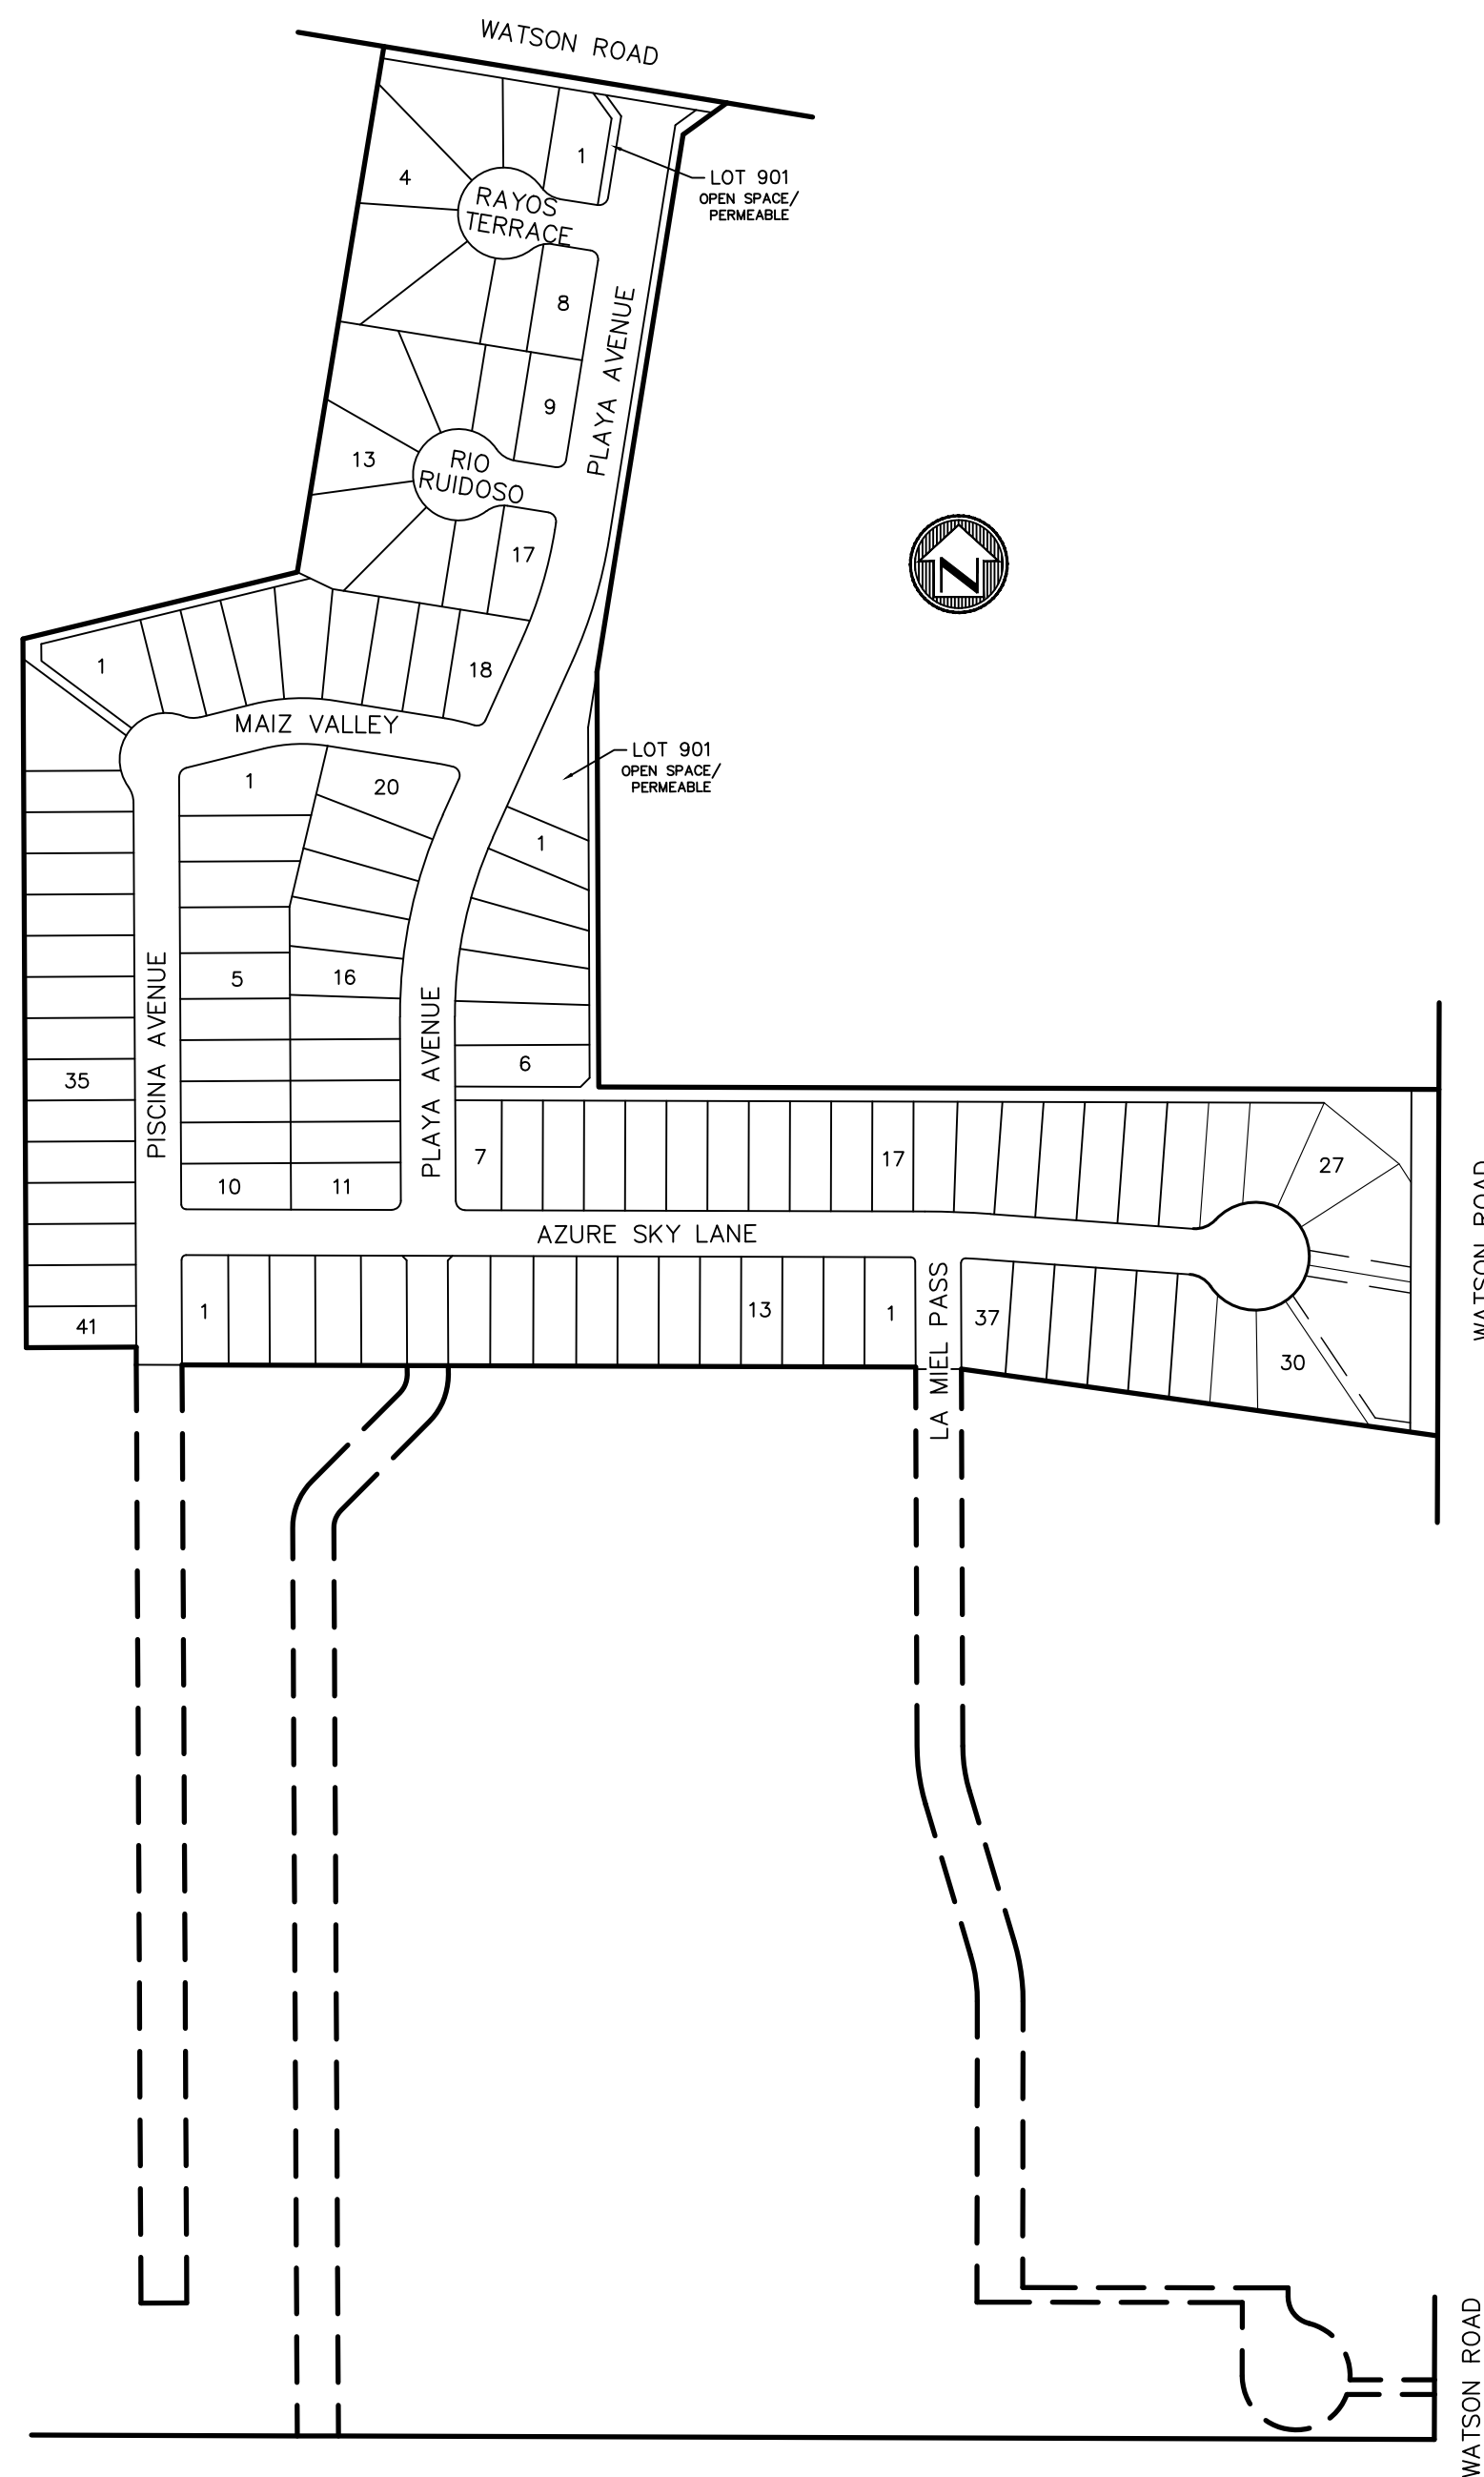 WATSON ROAD
1
LOT 901
OPEN SPACE/
PERMEABLE
4
RAYOS
TERRACE
8
PLAYA AVENUE
9
13
RIO
RUIDOSO
17
N
1
18
MAIZ VALLEY
LOT 901
OPEN SPACE/
PERMEABLE
1
20
1
5
16
PISCINA AVENUE
PLAYA AVENUE
6
35
7
17
27
10
11
WATSON ROAD
AZURE SKY LANE
LA MIEL PASS
1
13
1
37
41
30
WATSON ROAD